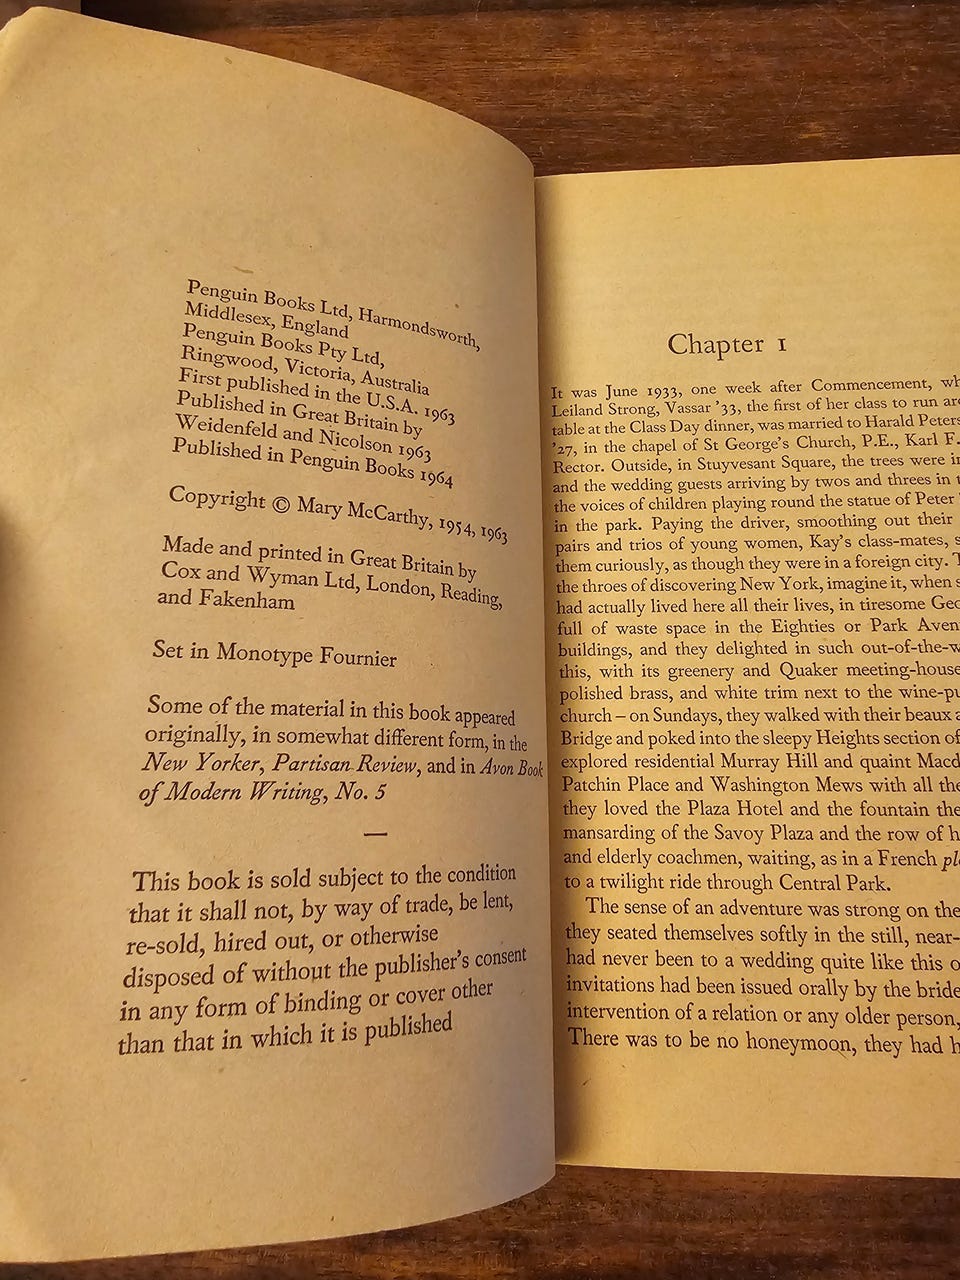 Penguin Books Ltd, Harmondsworth,
Middlesex, England
Penguin Books Pty Ltd,
Ringwood, Victoria, Australia
First published in the U.S.A. 1963
Published in Great Britain by
Weidenfeld and Nicolson 1963
Published in Penguin Books 1964
Copyright © Mary McCarthy, 1954, 1963
Made and printed in Great Britain by
Cox and Wyman Ltd, London, Reading,
and Fakenham
Set in Monotype Fournier
Some of the material in this book appeared
originally, in somewhat different form, in the
New Yorker, Partisan Review, and in Avon Book
of Modern Writing, No. 5
—
This book is sold subject to the condition
that it shall not, by way of trade, be lent,
re-sold, hired out, or otherwise
disposed of without the publisher's consent
in any form of binding or cover other
than that in which it is published
Chapter 1
It was June 1933, one week after Commencement,
Leiland Strong, Vassar '33, the first of her class to run
table at the Class Day dinner, was married to Harald
'27, in the chapel of St George's Church, P.E., Karl F.
Rector. Outside, in Stuyvesant Square, the trees were
and the wedding guests arriving by twos and threes in
the voices of children playing round the statue of Peter
in the park. Paying the driver, smoothing out their
pairs and trios of young women, Kay's class-mates,
them curiously, as though they were in a foreign city.
the throes of discovering New York, imagine it, when
had actually lived here all their lives, in tiresome
full of waste space in the Eighties or Park
buildings, and they delighted in such
this, with its greenery and Quaker meeting-house
polished brass, and white trim next to the
church – on Sundays, they walked with their beaux
Bridge and poked into the sleepy Heights section of
explored residential Murray Hill and quaint
Patchin Place and Washington Mews with all the
they loved the Plaza Hotel and the fountain
mansarding of the Savoy Plaza and the row of
and elderly coachmen, waiting, as in a French
to a twilight ride through Central Park.
The sense of an adventure was strong on
they seated themselves softly in the still,
had never been to a wedding quite like this
invitations had been issued orally by the bride
intervention of a relation or any older person,
There was to be no honeymoon, they had